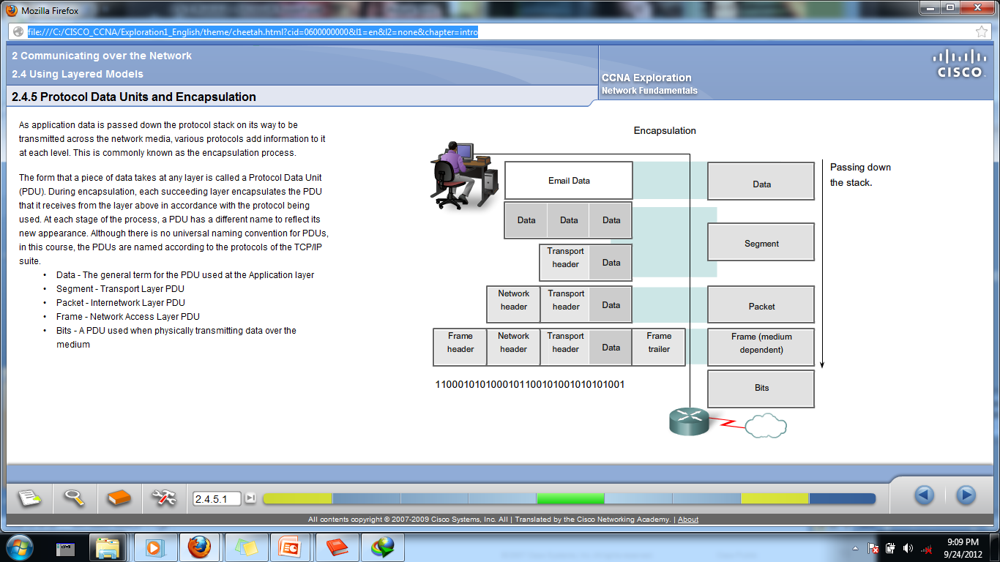 Mozilla Firefox
file:///C:/CISCO_CCNA/Exploration1_English/theme/cheetah.html?cid=0600000000&l1=en&l2=none&chapter=intro
2 Communicating over the Network
2.4 Using Layered Models
CCNA Exploration
Network Fundamentals
CISCO
2.4.5 Protocol Data Units and Encapsulation
As application data is passed down the protocol stack on its way to be
transmitted across the network media, various protocols add information to it
at each level. This is commonly known as the encapsulation process.
The form that a piece of data takes at any layer is called a Protocol Data Unit
(PDU). During encapsulation, each succeeding layer encapsulates the PDU
that it receives from the layer above in accordance with the protocol being
used. At each stage of the process, a PDU has a different name to reflect its
new appearance. Although there is no universal naming convention for PDUs,
in this course, the PDUs are named according to the protocols of the TCP/IP
suite.
• Data - The general term for the PDU used at the Application layer
• Segment - Transport Layer PDU
• Packet - Internetwork Layer PDU
• Frame - Network Access Layer PDU
• Bits - A PDU used when physically transmitting data over the
medium
Encapsulation
Email Data
Data
Passing down
the stack.
Data Data Data
Segment
Transport
header
Data
Network
header
Transport
header
Data
Packet
Frame
header
Network
header
Transport
header
Data
Frame
trailer
Frame (medium
dependent)
1100010101000101100101001010101001
Bits
2.4.5.1
All contents copyright © 2007-2009 Cisco Systems, Inc. All | Translated by the Cisco Networking Academy. | About
9:09 PM
9/24/2012